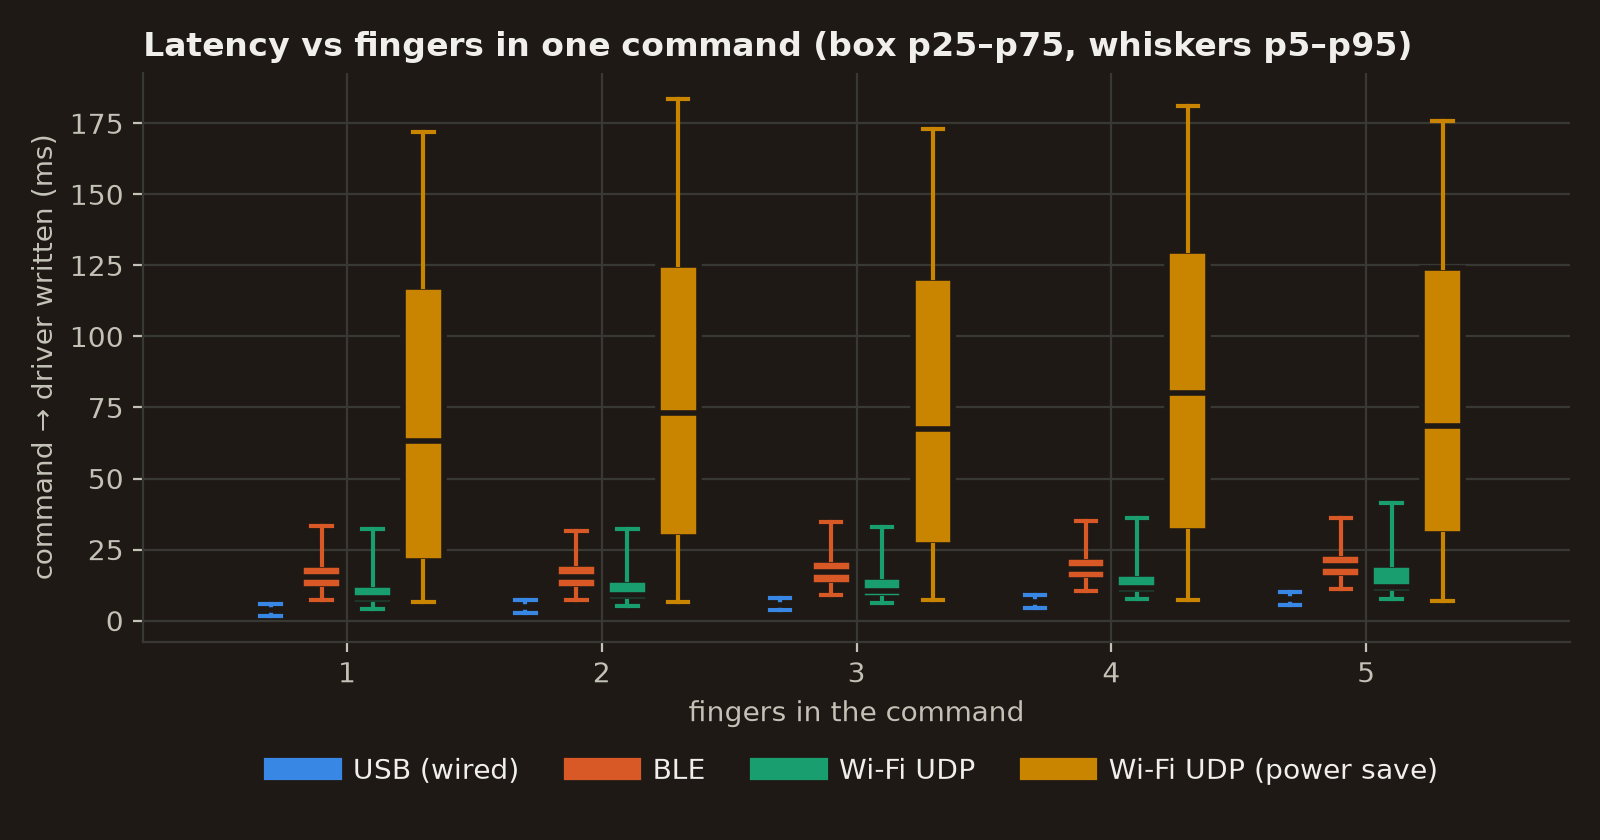 Latency vs fingers in one command (box p25–p75, whiskers p5–p95)
command → driver written (ms)
175
150
125
100
75
50
25
0
1 2 3 4 5
fingers in the command
USB (wired) BLE Wi-Fi UDP Wi-Fi UDP (power save)